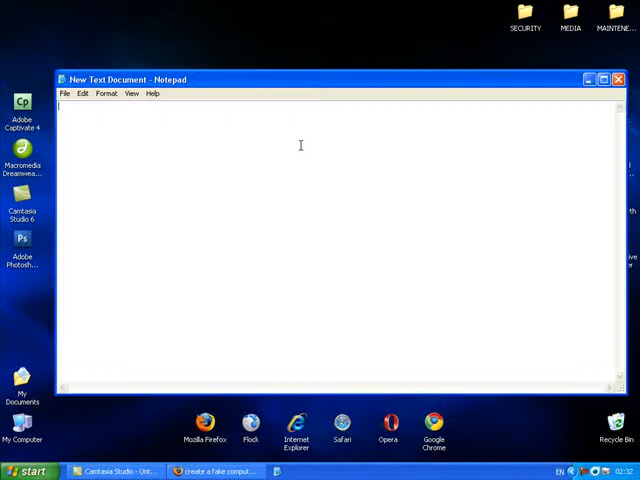 SECURITY
MEDIA
MAINTENE...
New Text Document - Notepad
File Edit Format View Help
Cp
Adobe
Captivate 4
Macromedia
Dreamwea...
Camtasia
Studio 6
Ps
Adobe
Photosh...
My
Documents
My Computer
Mozilla Firefox
Flock
Internet
Explorer
Safari
Opera
Google
Chrome
Recycle Bin
start
Camtasia Studio - Unt...
create a fake comput...
EN
02:32